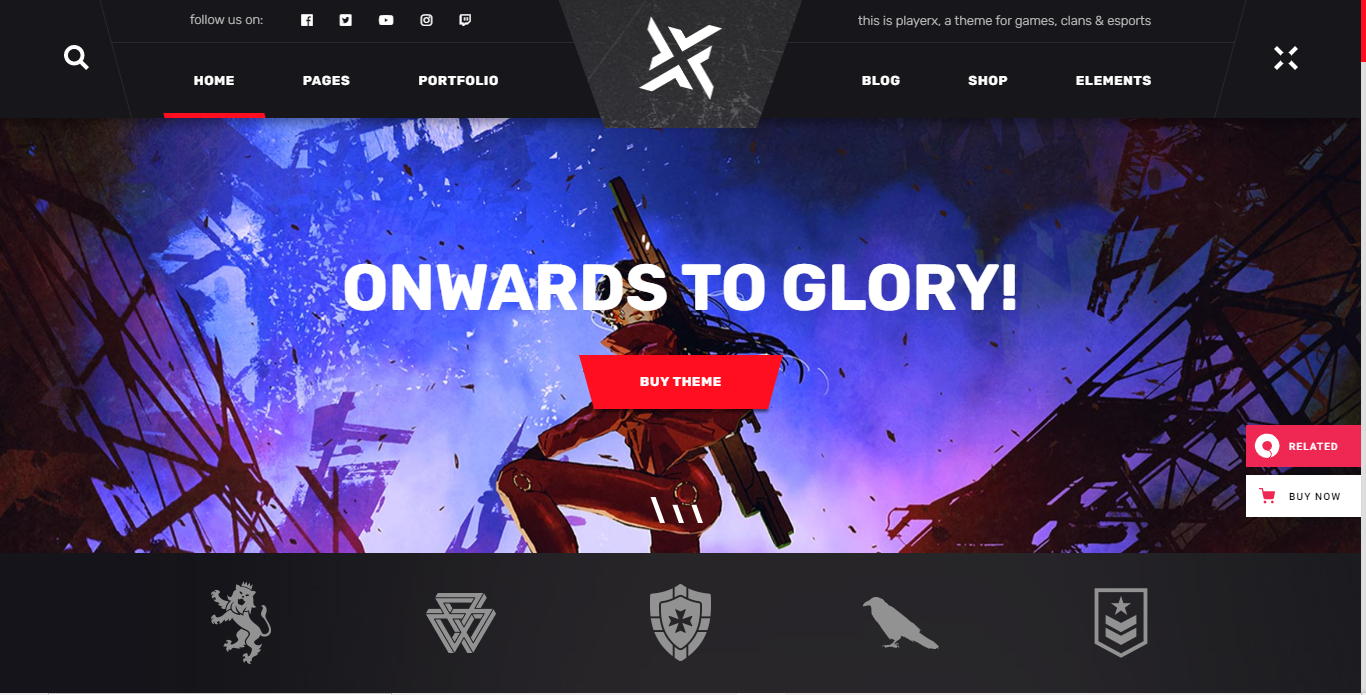 follow us on:
this is playerx, a theme for games, clans & esports
HOME
PAGES
PORTFOLIO
BLOG
SHOP
ELEMENTS
ONWARDS TO GLORY!
BUY THEME
RELATED
BUY NOW